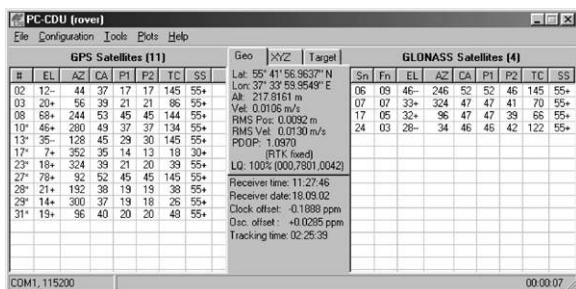 PC-CDU (rover)
File Configuration Tools Plots Help
GPS Satellites (11)
# EL AZ CA P1 P2 TC SS
02 12-- 44 37 17 17 145 55+
03 20+ 56 39 21 21 86 55+
08 68+ 244 53 45 45 144 55+
10* 46+ 280 49 37 37 134 55+
13* 35-- 128 45 29 30 145 55+
17* 7+ 352 35 14 13 18 30+
23* 18+ 324 39 21 20 39 55+
27* 78+ 92 52 45 45 145 55+
28* 21+ 192 38 19 19 38 55+
29* 14+ 300 37 19 18 26 55+
31* 19+ 96 40 20 20 48 55+
Geo XYZ Target
Lat: 55° 41' 56.9637" N
Lon: 37° 33' 59.9549" E
Alt: 217.8161 m
Vel: 0.0106 m/s
RMS Pos: 0.0092 m
RMS Vel: 0.0130 m/s
PDOP: 1.0970
(RTK fixed)
LQ: 100% (000,7801,0042)
Receiver time: 11:27:46
Receiver date: 18.09.02
Clock offset: -0.1888 ppm
Osc. offset: +0.0285 ppm
Tracking time: 02:25:39
GLONASS Satellites (4)
Sn Fn EL AZ CA P1 P2 TC SS
06 09 46-- 246 52 52 46 145 55+
07 07 33+ 324 47 47 41 70 55+
17 05 32+ 96 47 47 39 66 55+
24 03 28-- 34 46 46 42 122 55+
COM1, 115200
00:00:07